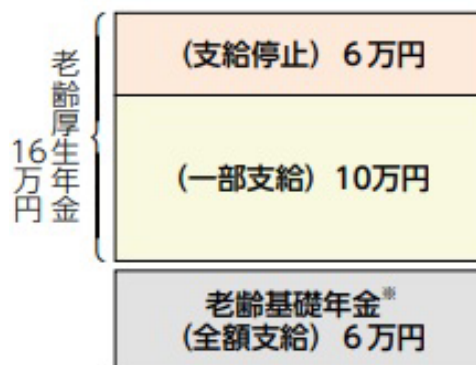 老齢厚生年金
16万円
(支給停止) 6万円
(一部支給) 10万円
老齢基礎年金※
(全額支給) 6万円